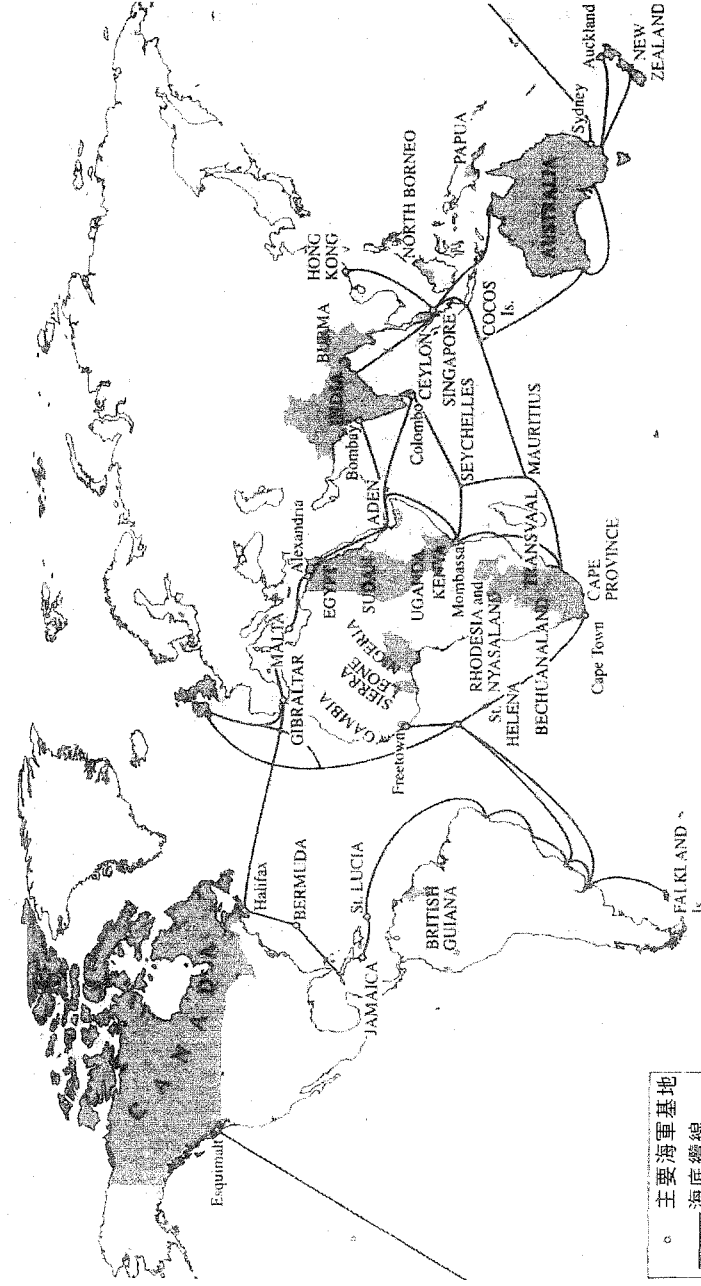 CANADA
Esquimalt
Halifax
BERMUDA
JAMAICA
St. LUCIA
BRITISH
GUIANA
FALKLAND
Is.
GIBRALTAR
MALTA
Alexandria
EGYPT
SUDAN
ADEN
GAMBIA
SIERRA
LEONE
NIGERIA
Freetown
UGANDA
KENYA
Mombassa
RHODESIA and
NYASALAND
St.
HELENA
BECHUANALAND
TRANSVAAL
CAPE
PROVINCE
Cape Town
INDIA
Bombay
BURMA
Colombo
CEYLON
SINGAPORE
SEYCHELLES
MAURITIUS
COCOS
Is.
HONG
KONG
NORTH BORNEO
PAPUA
AUSTRALIA
Sydney
Auckland
NEW
ZEALAND
主要海軍基地
海底纜線